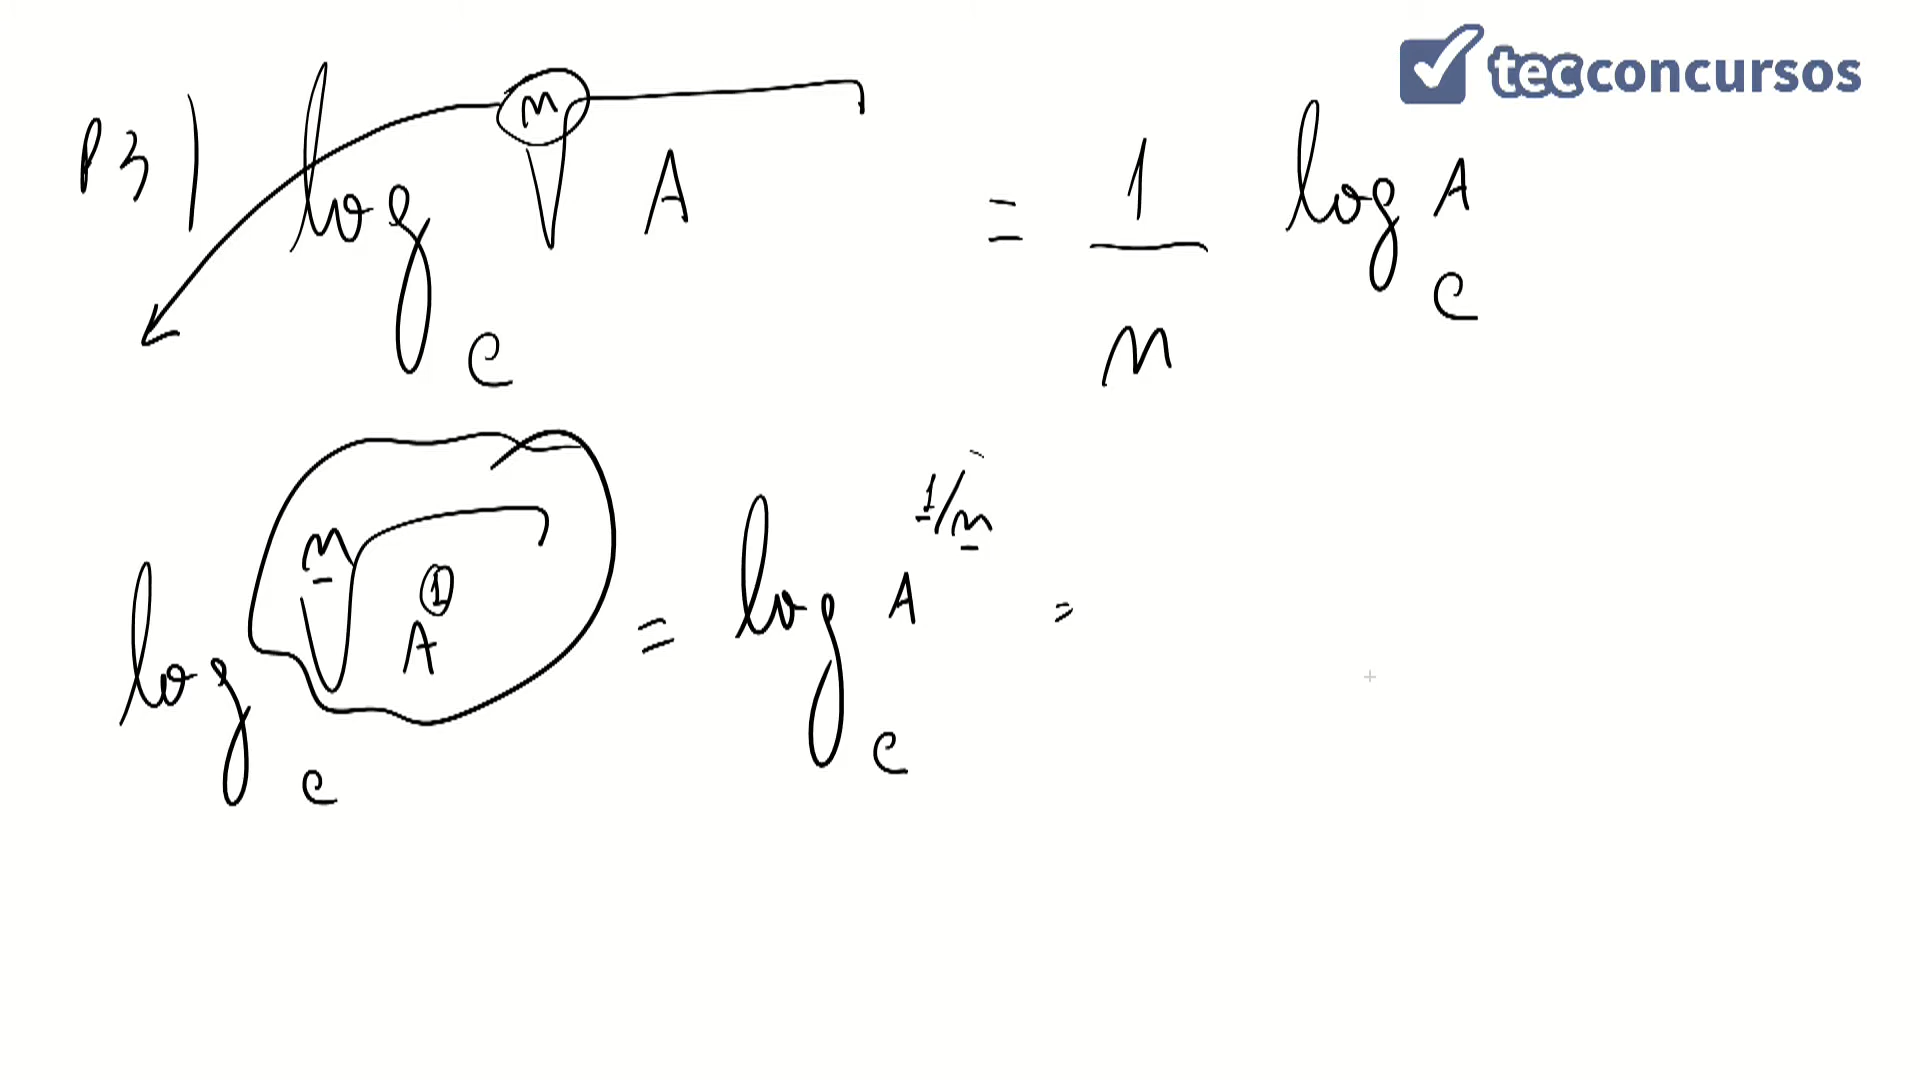 tecconcursos
P3) log_C ᵐ√A = 1/m log_C A
log_C ᵐ√A¹ = log_C A^(1/m) =